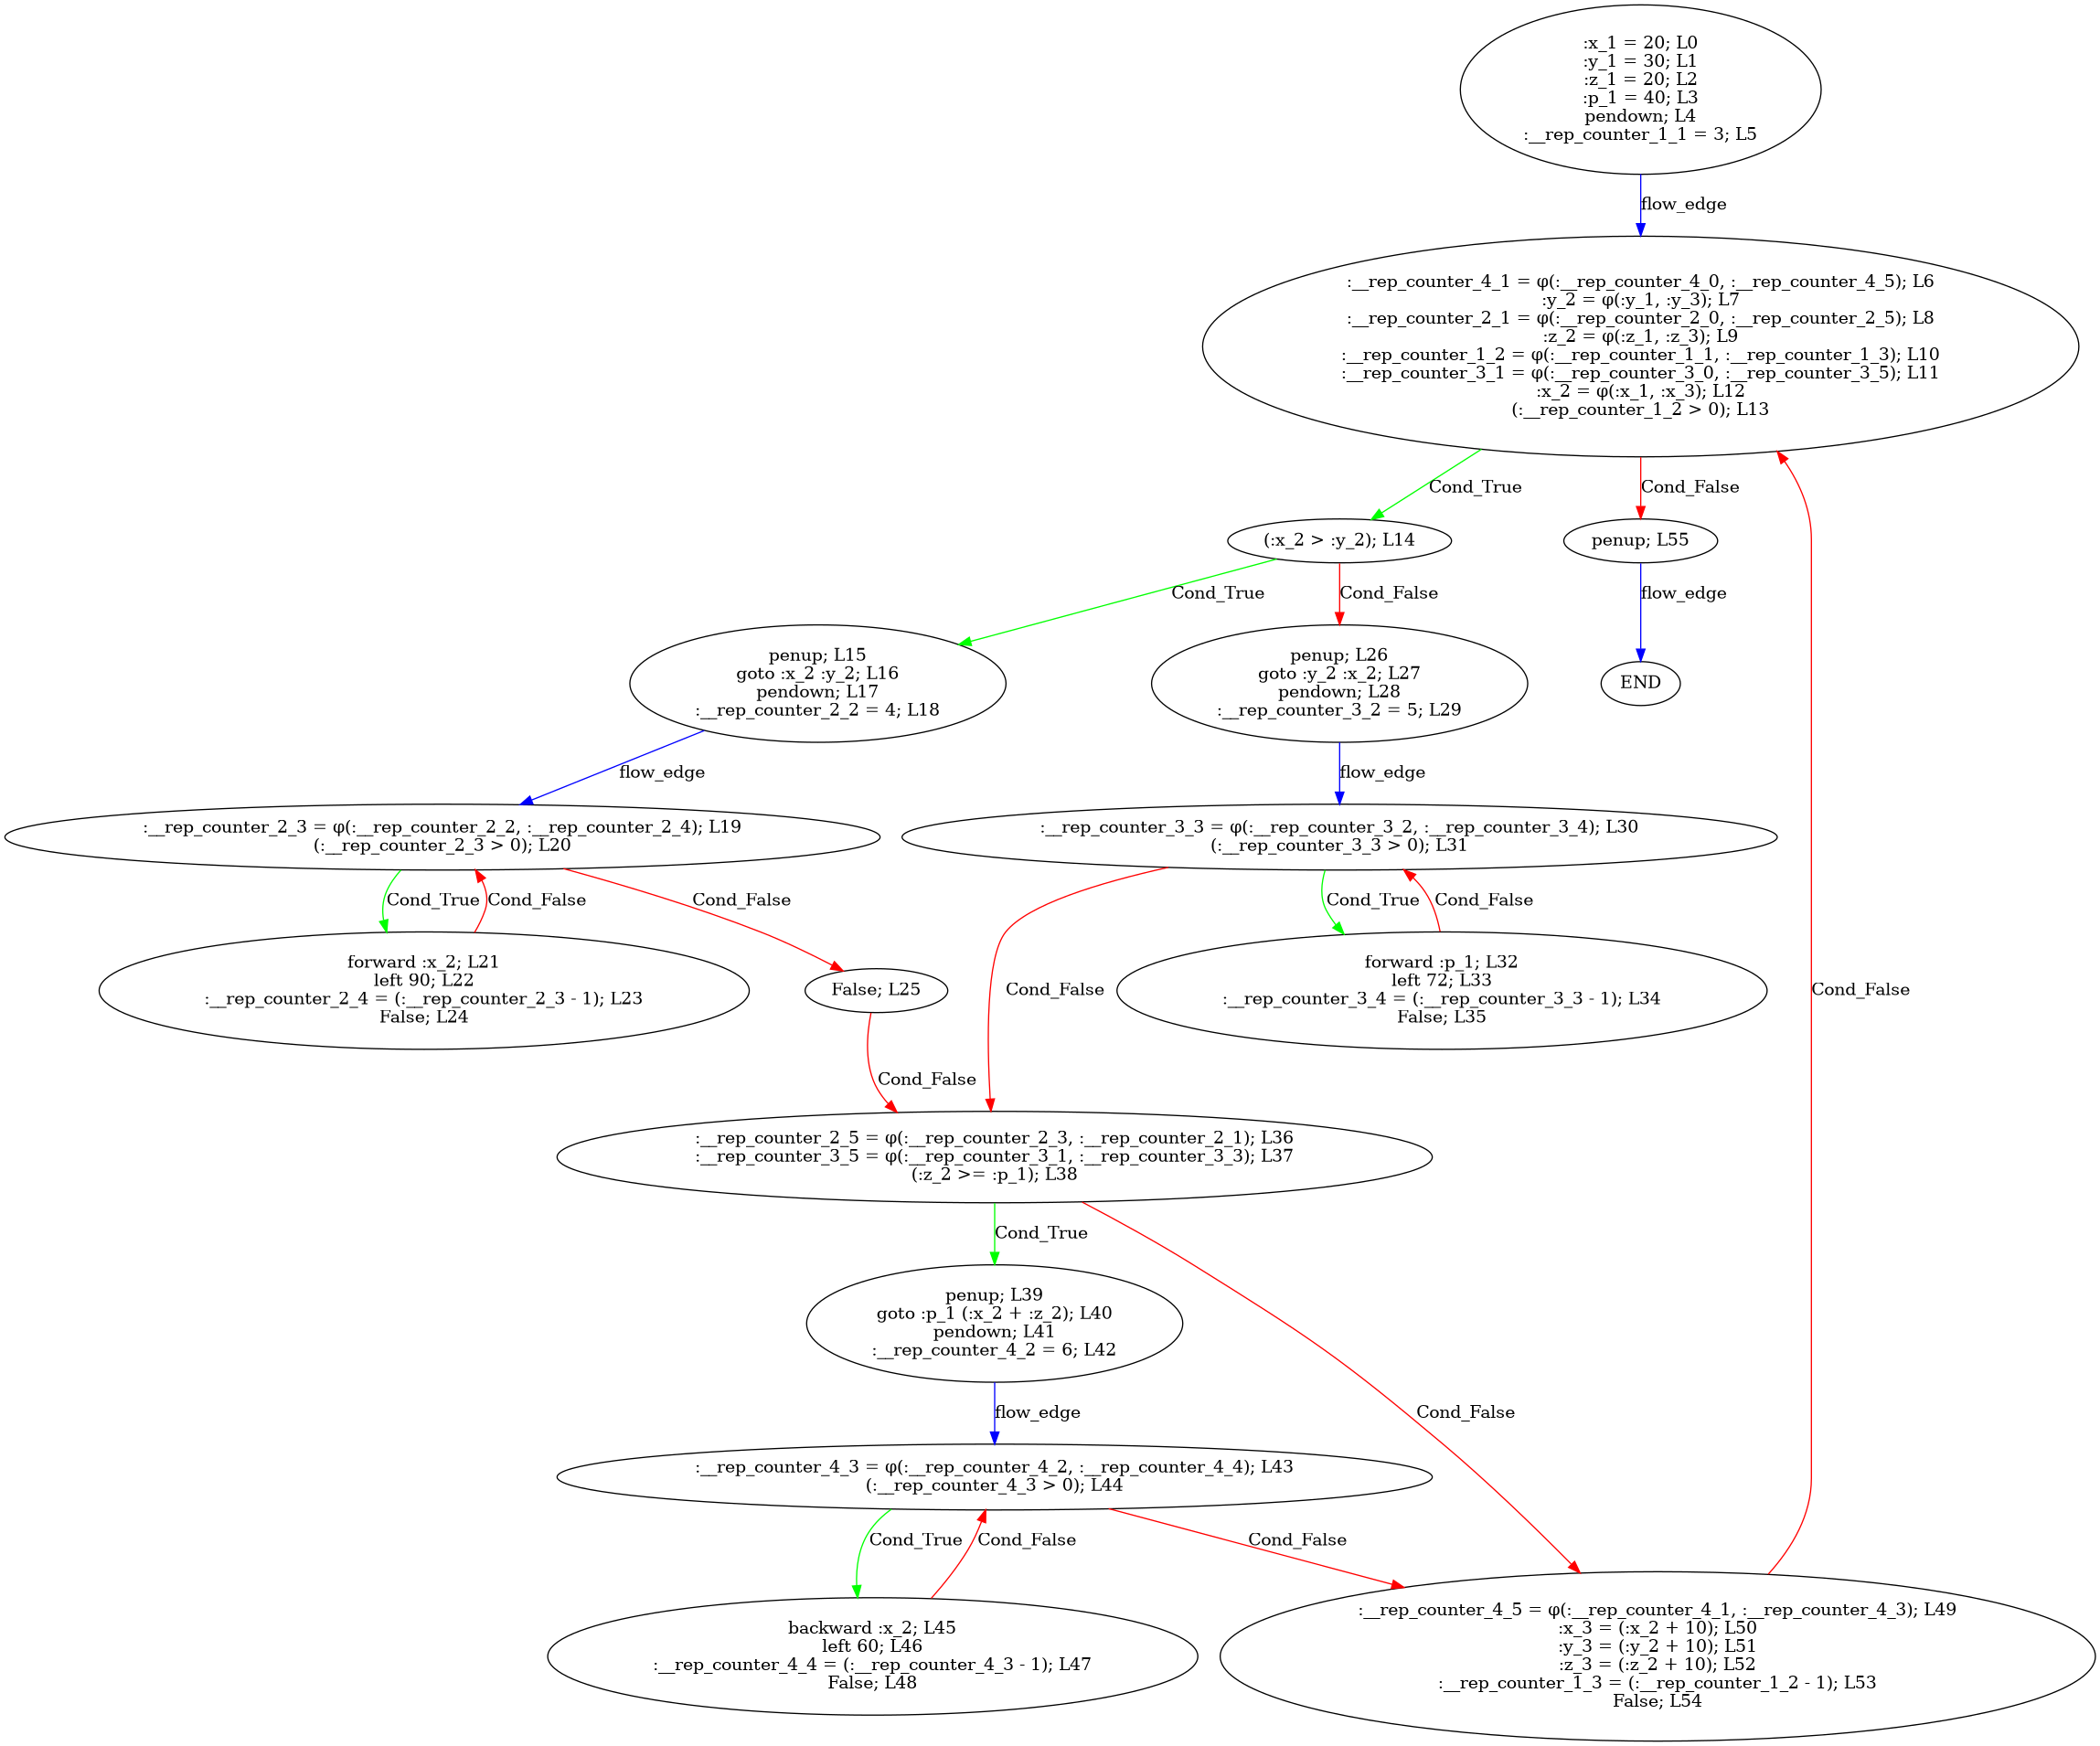 :x_1 = 20; L0
:y_1 = 30; L1
:z_1 = 20; L2
:p_1 = 40; L3
pendown; L4
:__rep_counter_1_1 = 3; L5
flow_edge
:__rep_counter_4_1 = φ(:__rep_counter_4_0, :__rep_counter_4_5); L6
:y_2 = φ(:y_1, :y_3); L7
:__rep_counter_2_1 = φ(:__rep_counter_2_0, :__rep_counter_2_5); L8
:z_2 = φ(:z_1, :z_3); L9
:__rep_counter_1_2 = φ(:__rep_counter_1_1, :__rep_counter_1_3); L10
:__rep_counter_3_1 = φ(:__rep_counter_3_0, :__rep_counter_3_5); L11
:x_2 = φ(:x_1, :x_3); L12
(:__rep_counter_1_2 > 0); L13
Cond_True
Cond_False
(:x_2 > :y_2); L14
penup; L55
Cond_True
Cond_False
flow_edge
penup; L15
goto :x_2 :y_2; L16
pendown; L17
:__rep_counter_2_2 = 4; L18
penup; L26
goto :y_2 :x_2; L27
pendown; L28
:__rep_counter_3_2 = 5; L29
END
flow_edge
flow_edge
:__rep_counter_2_3 = φ(:__rep_counter_2_2, :__rep_counter_2_4); L19
(:__rep_counter_2_3 > 0); L20
:__rep_counter_3_3 = φ(:__rep_counter_3_2, :__rep_counter_3_4); L30
(:__rep_counter_3_3 > 0); L31
Cond_True
Cond_False
Cond_False
Cond_True
Cond_False
forward :x_2; L21
left 90; L22
:__rep_counter_2_4 = (:__rep_counter_2_3 - 1); L23
False; L24
False; L25
Cond_False
forward :p_1; L32
left 72; L33
:__rep_counter_3_4 = (:__rep_counter_3_3 - 1); L34
False; L35
Cond_False
Cond_False
:__rep_counter_2_5 = φ(:__rep_counter_2_3, :__rep_counter_2_1); L36
:__rep_counter_3_5 = φ(:__rep_counter_3_1, :__rep_counter_3_3); L37
(:z_2 >= :p_1); L38
Cond_True
penup; L39
goto :p_1 (:x_2 + :z_2); L40
pendown; L41
:__rep_counter_4_2 = 6; L42
flow_edge
Cond_False
:__rep_counter_4_3 = φ(:__rep_counter_4_2, :__rep_counter_4_4); L43
(:__rep_counter_4_3 > 0); L44
Cond_True
Cond_False
Cond_False
backward :x_2; L45
left 60; L46
:__rep_counter_4_4 = (:__rep_counter_4_3 - 1); L47
False; L48
:__rep_counter_4_5 = φ(:__rep_counter_4_1, :__rep_counter_4_3); L49
:x_3 = (:x_2 + 10); L50
:y_3 = (:y_2 + 10); L51
:z_3 = (:z_2 + 10); L52
:__rep_counter_1_3 = (:__rep_counter_1_2 - 1); L53
False; L54